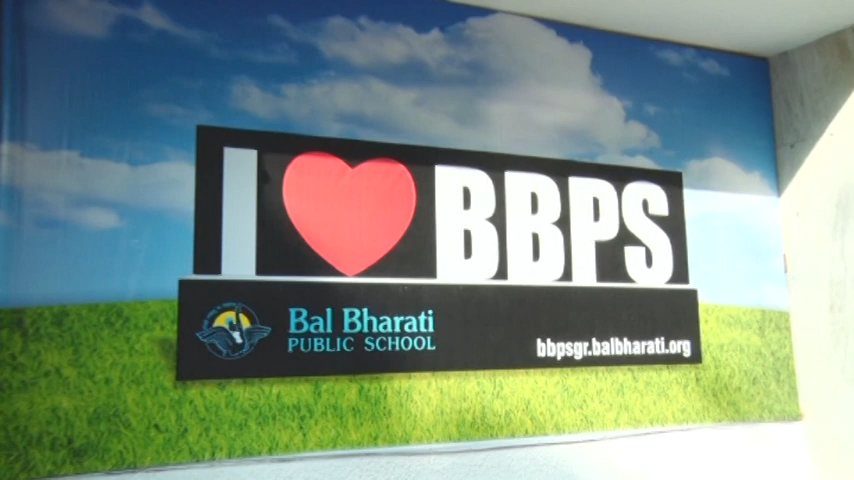 I ❤ BBPS
Bal Bharati
PUBLIC SCHOOL
bbpsgr.balbharati.org